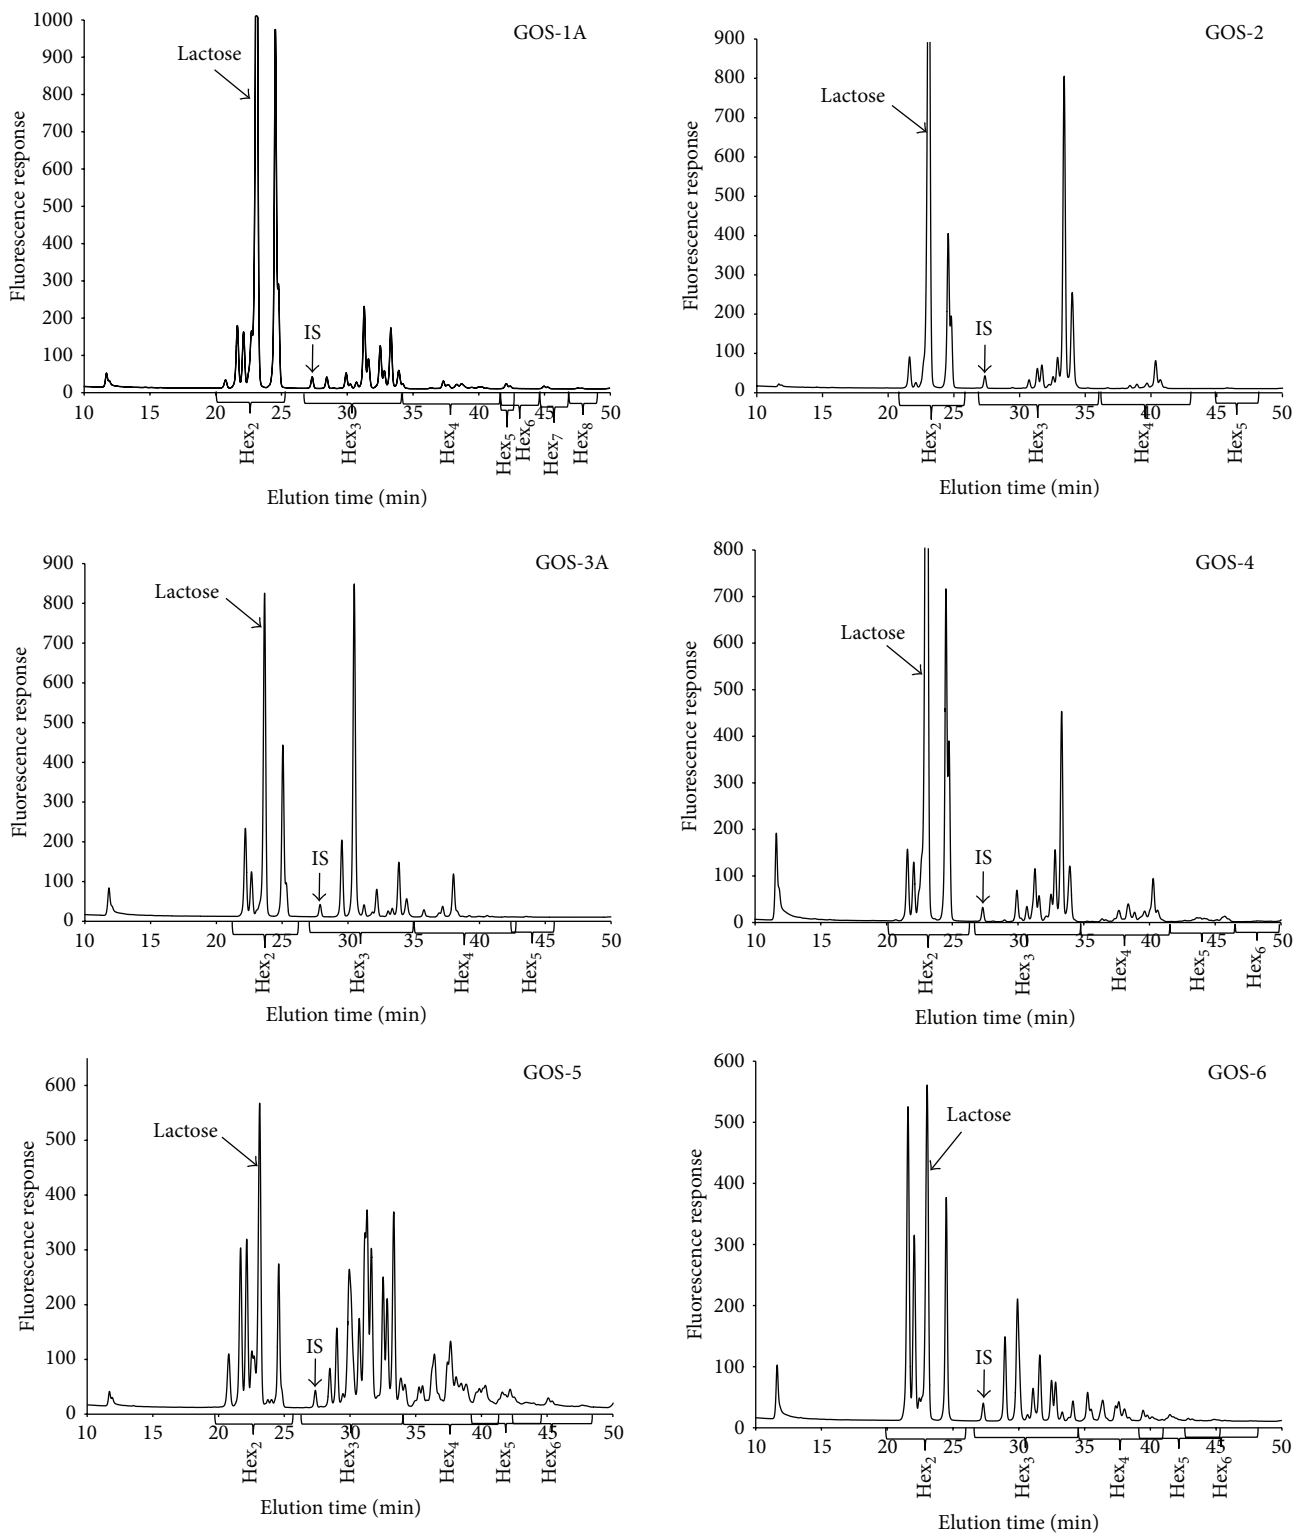 GOS-1A
Lactose
IS
Fluorescence response
1000
900
800
700
600
500
400
300
200
100
0
10 15 20 25 30 35 40 45 50
Hex2 Hex3 Hex4 Hex5 Hex6 Hex7 Hex8
Elution time (min)
GOS-2
Lactose
IS
Fluorescence response
900
800
700
600
500
400
300
200
100
0
10 15 20 25 30 35 40 45 50
Hex2 Hex3 Hex4 Hex5
Elution time (min)
GOS-3A
Lactose
IS
Fluorescence response
900
800
700
600
500
400
300
200
100
0
10 15 20 25 30 35 40 45 50
Hex2 Hex3 Hex4 Hex5
Elution time (min)
GOS-4
Lactose
IS
Fluorescence response
800
700
600
500
400
300
200
100
0
10 15 20 25 30 35 40 45 50
Hex2 Hex3 Hex4 Hex5 Hex6
Elution time (min)
GOS-5
Lactose
IS
Fluorescence response
600
500
400
300
200
100
0
10 15 20 25 30 35 40 45 50
Hex2 Hex3 Hex4 Hex5 Hex6
Elution time (min)
GOS-6
Lactose
IS
Fluorescence response
600
500
400
300
200
100
0
10 15 20 25 30 35 40 45 50
Hex2 Hex3 Hex4 Hex5 Hex6
Elution time (min)